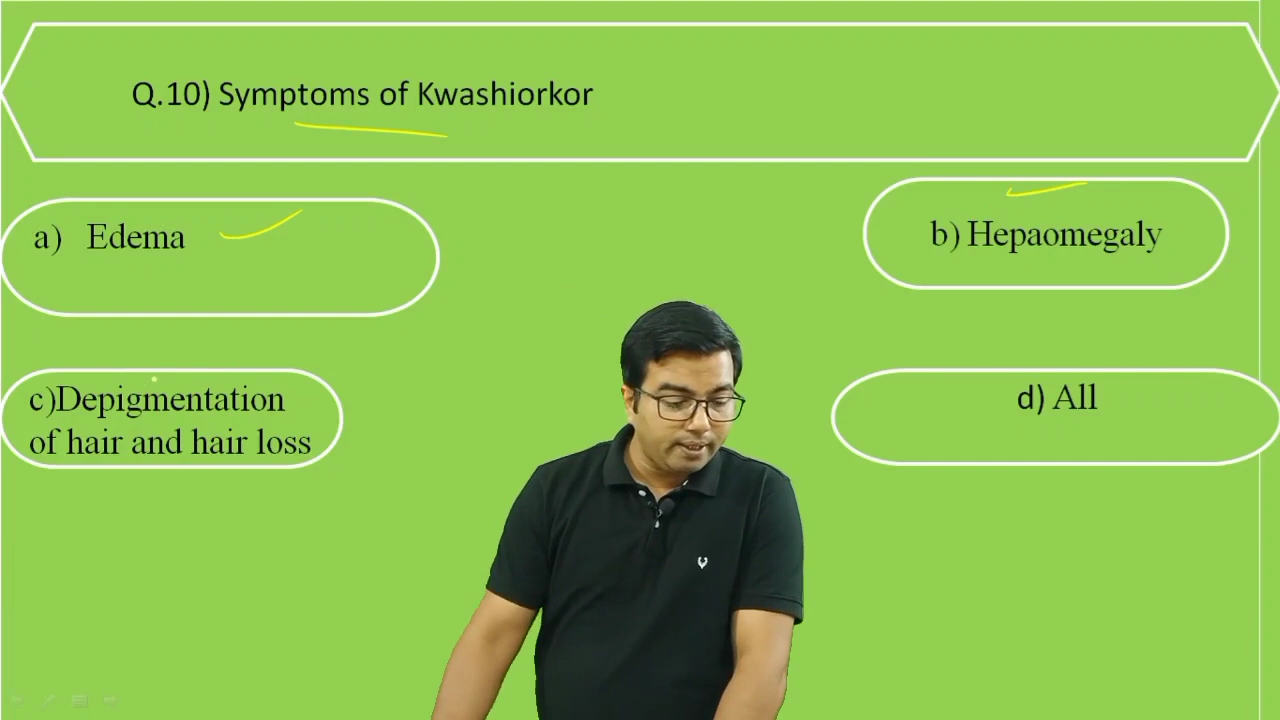 Q.10) Symptoms of Kwashiorkor
a) Edema
b) Hepaomegaly
c)Depigmentation
of hair and hair loss
d) All